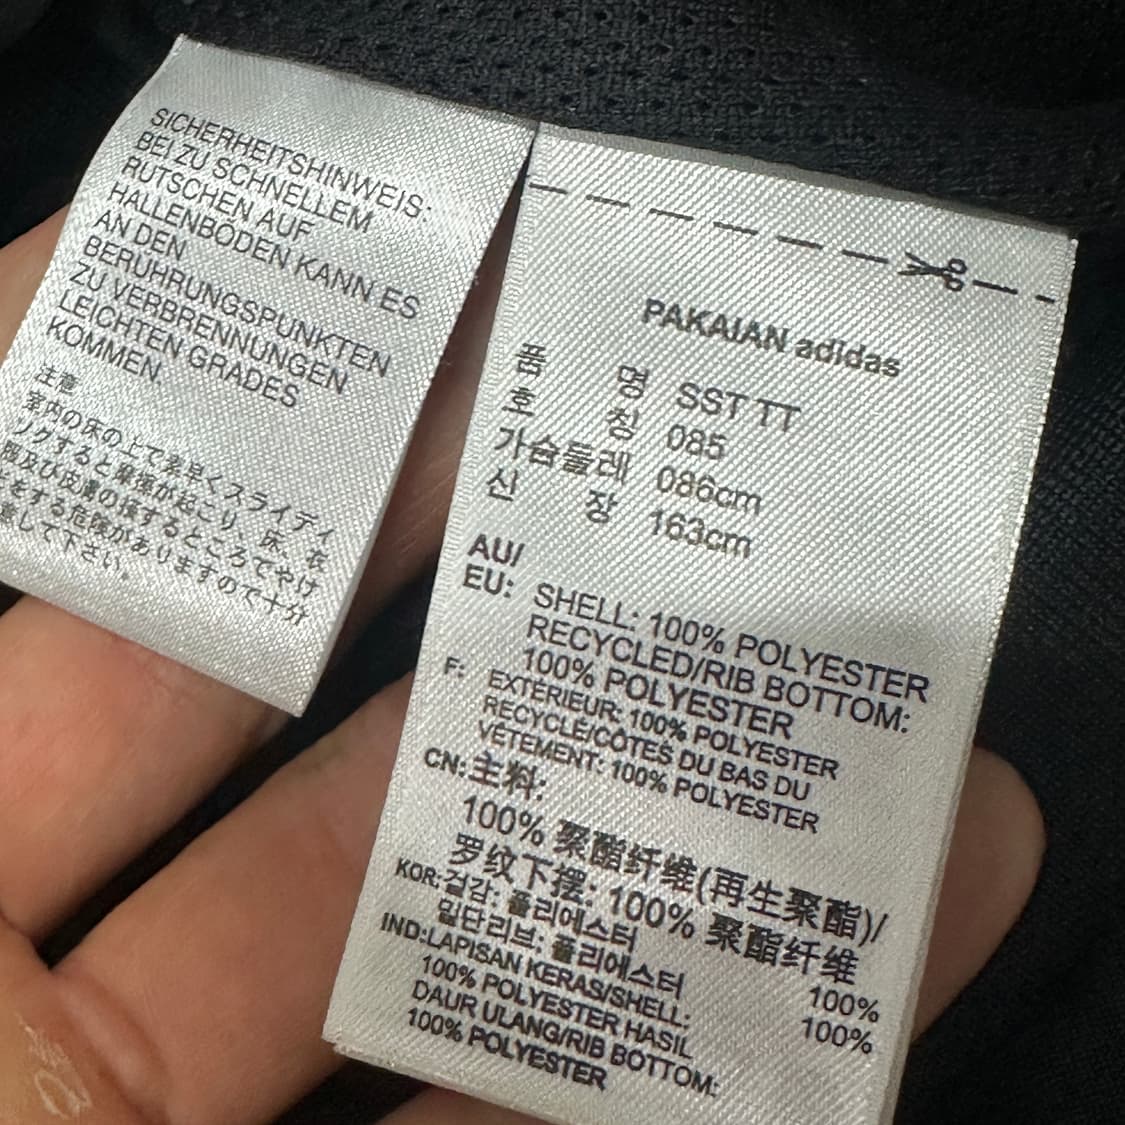 SICHERHEITSHINWEIS:
BEI ZU SCHNELLEM
RUTSCHEN AUF
HALLENBÖDEN KANN ES
AN DEN
BERÜHRUNGSPUNKTEN
ZU VERBRENNUNGEN
LEICHTEN GRADES
KOMMEN.
注意
室内の床の上で素早くスライディ
ングすると摩擦が起こり、床、衣
服及び皮膚の接するところでやけ
どをする危険がありますので十分
して下さい。
PAKAIAN adidas
품 명 SST TT
호 칭 085
가슴둘레 086cm
신 장 163cm
AU/
EU: SHELL: 100% POLYESTER
RECYCLED/RIB BOTTOM:
100% POLYESTER
F: EXTÉRIEUR: 100% POLYESTER
RECYCLÉ/CÔTES DU BAS DU
VÊTEMENT: 100% POLYESTER
CN: 主料:
100% 聚酯纤维(再生聚酯)/
罗纹下摆: 100% 聚酯纤维
KOR: 겉감: 폴리에스터 100%
밑단리브: 폴리에스터 100%
IND: LAPISAN KERAS/SHELL:
100% POLYESTER HASIL
DAUR ULANG/RIB BOTTOM:
100% POLYESTER